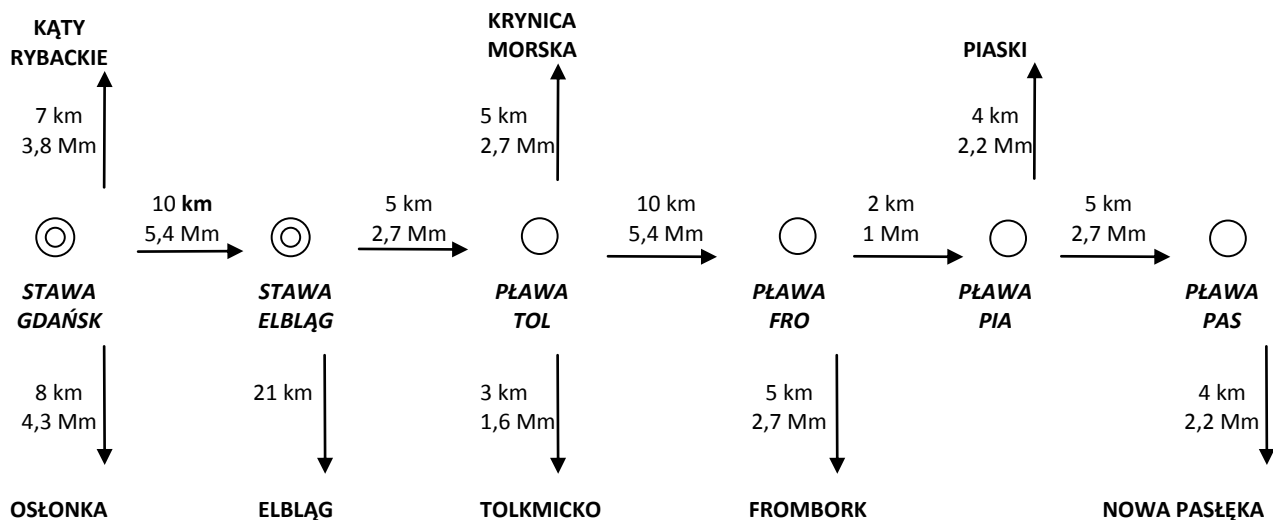 KĄTY
RYBACKIE
KRYNICA
MORSKA
PIASKI
7 km
3,8 Mm
5 km
2,7 Mm
4 km
2,2 Mm
10 km
5,4 Mm
5 km
2,7 Mm
10 km
5,4 Mm
2 km
1 Mm
5 km
2,7 Mm
STAWA
GDAŃSK
STAWA
ELBLĄG
PŁAWA
TOL
PŁAWA
FRO
PŁAWA
PIA
PŁAWA
PAS
8 km
4,3 Mm
21 km
3 km
1,6 Mm
5 km
2,7 Mm
4 km
2,2 Mm
OSŁONKA
ELBLĄG
TOLKMICKO
FROMBORK
NOWA PASŁĘKA